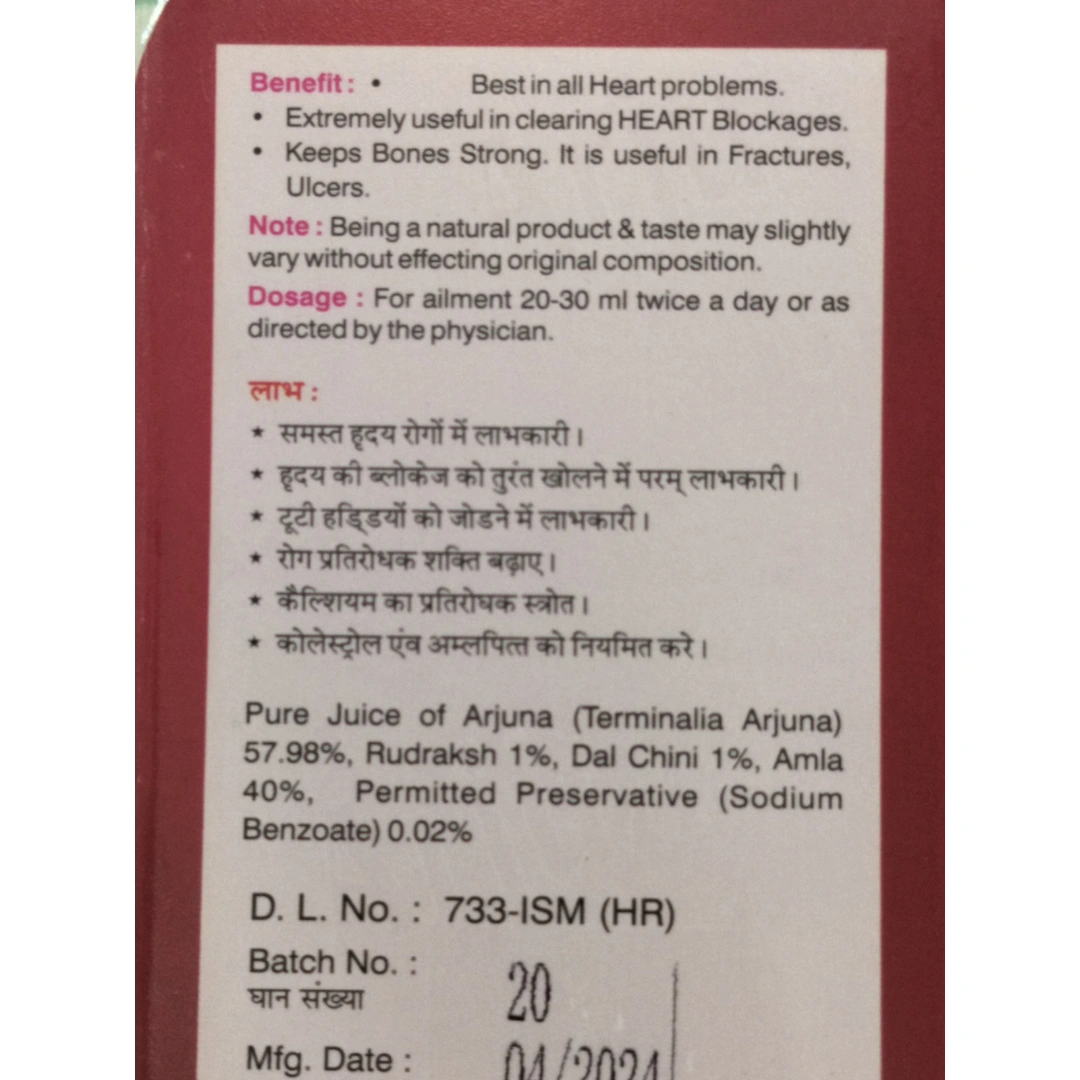 Benefit : • Best in all Heart problems.
• Extremely useful in clearing HEART Blockages.
• Keeps Bones Strong. It is useful in Fractures,
Ulcers.
Note : Being a natural product & taste may slightly
vary without effecting original composition.
Dosage : For ailment 20-30 ml twice a day or as
directed by the physician.
लाभ :
* समस्त हृदय रोगों में लाभकारी।
* हृदय की ब्लोकेज को तुरंत खोलने में परम् लाभकारी।
* टूटी हड्डियों को जोडने में लाभकारी।
* रोग प्रतिरोधक शक्ति बढ़ाए।
* कैल्शियम का प्रतिरोघक स्त्रोत।
* कोलेस्ट्रोल एंव अम्लपित्त को नियमित करे।
Pure Juice of Arjuna (Terminalia Arjuna)
57.98%, Rudraksh 1%, Dal Chini 1%, Amla
40%, Permitted Preservative (Sodium
Benzoate) 0.02%
D. L. No. : 733-ISM (HR)
Batch No. : 20
घान संख्या
Mfg. Date : 04/2024